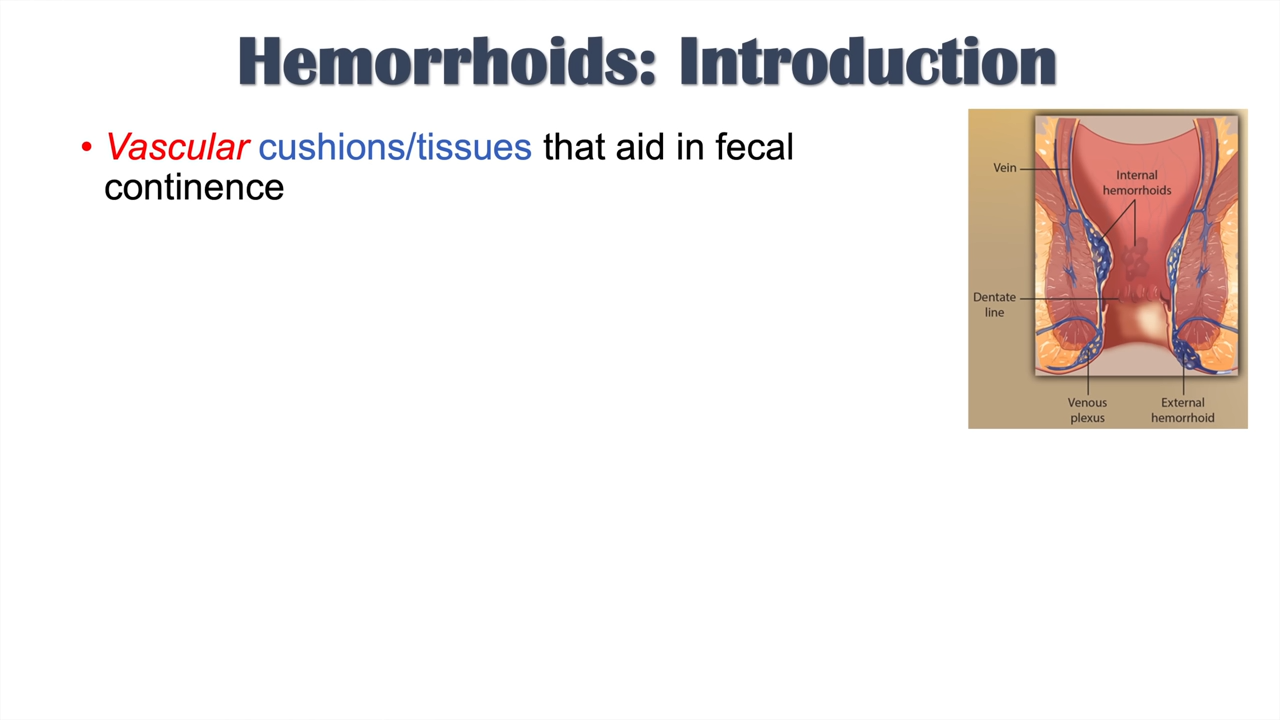 Hemorrhoids: Introduction
• Vascular cushions/tissues that aid in fecal
continence
Vein
Internal
hemorrhoids
Dentate
line
Venous
plexus
External
hemorrhoid